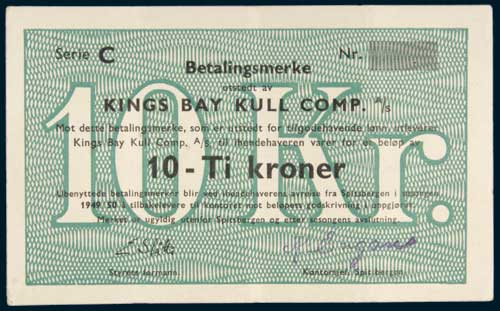 Serie C
Nr.
Betalingsmerke
utstedt av
KINGS BAY KULL COMP. A/S
Mot dette betalingsmerke, som er utstedt for tilgodehavende lønn, utleverer
Kings Bay Kull Comp. A/S, til ihendehaveren varer for et beløp av
10-Ti kroner
10 Kr.
Ubenyttede betalingsmerker blir ved ihendehaverens avreise fra Spitsbergen i sesongen
1949/50 å tilbakelevere til kontoret mot beløpets godskrivning i oppgjøret.
Merket er ugyldig utenfor Spitsbergen og etter sesongens avslutning.
Styrets formann.
Kontorsjef, Spitsbergen.